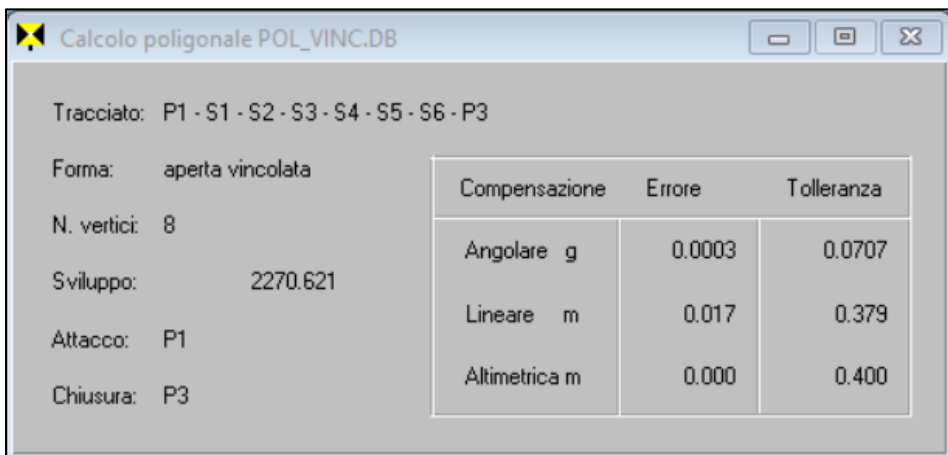 Calcolo poligonale POL_VINC.DB
Tracciato: P1 - S1 - S2 - S3 - S4 - S5 - S6 - P3
Forma: aperta vincolata
N. vertici: 8
Sviluppo: 2270.621
Attacco: P1
Chiusura: P3
Compensazione Errore Tolleranza
Angolare g 0.0003 0.0707
Lineare m 0.017 0.379
Altimetrica m 0.000 0.400